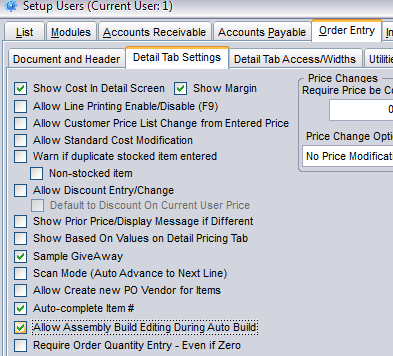 Setup Users (Current User: 1)
List Modules Accounts Receivable Accounts Payable Order Entry In
Document and Header Detail Tab Settings Detail Tab Access/Widths Utilitie
Show Cost In Detail Screen Show Margin
Allow Line Printing Enable/Disable (F9)
Allow Customer Price List Change from Entered Price
Allow Standard Cost Modification
Warn if duplicate stocked item entered
Non-stocked item
Allow Discount Entry/Change
Default to Discount On Current User Price
Show Prior Price/Display Message if Different
Show Based On Values on Detail Pricing Tab
Sample GiveAway
Scan Mode (Auto Advance to Next Line)
Allow Create new PO Vendor for Items
Auto-complete Item #
Allow Assembly Build Editing During Auto Build
Require Order Quantity Entry - Even if Zero
Price Changes
Require Price be Co
0
Price Change Optio
No Price Modificat